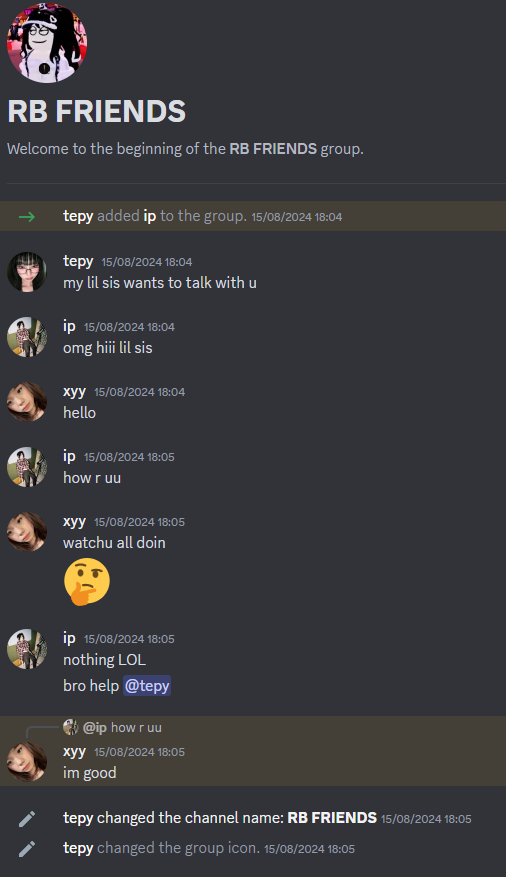 RB FRIENDS
Welcome to the beginning of the RB FRIENDS group.
tepy added ip to the group. 15/08/2024 18:04
tepy 15/08/2024 18:04
my lil sis wants to talk with u
ip 15/08/2024 18:04
omg hiii lil sis
xyy 15/08/2024 18:04
hello
ip 15/08/2024 18:05
how r uu
xyy 15/08/2024 18:05
watchu all doin
ip 15/08/2024 18:05
nothing LOL
bro help @tepy
@ip how r uu
xyy 15/08/2024 18:05
im good
tepy changed the channel name: RB FRIENDS 15/08/2024 18:05
tepy changed the group icon. 15/08/2024 18:05